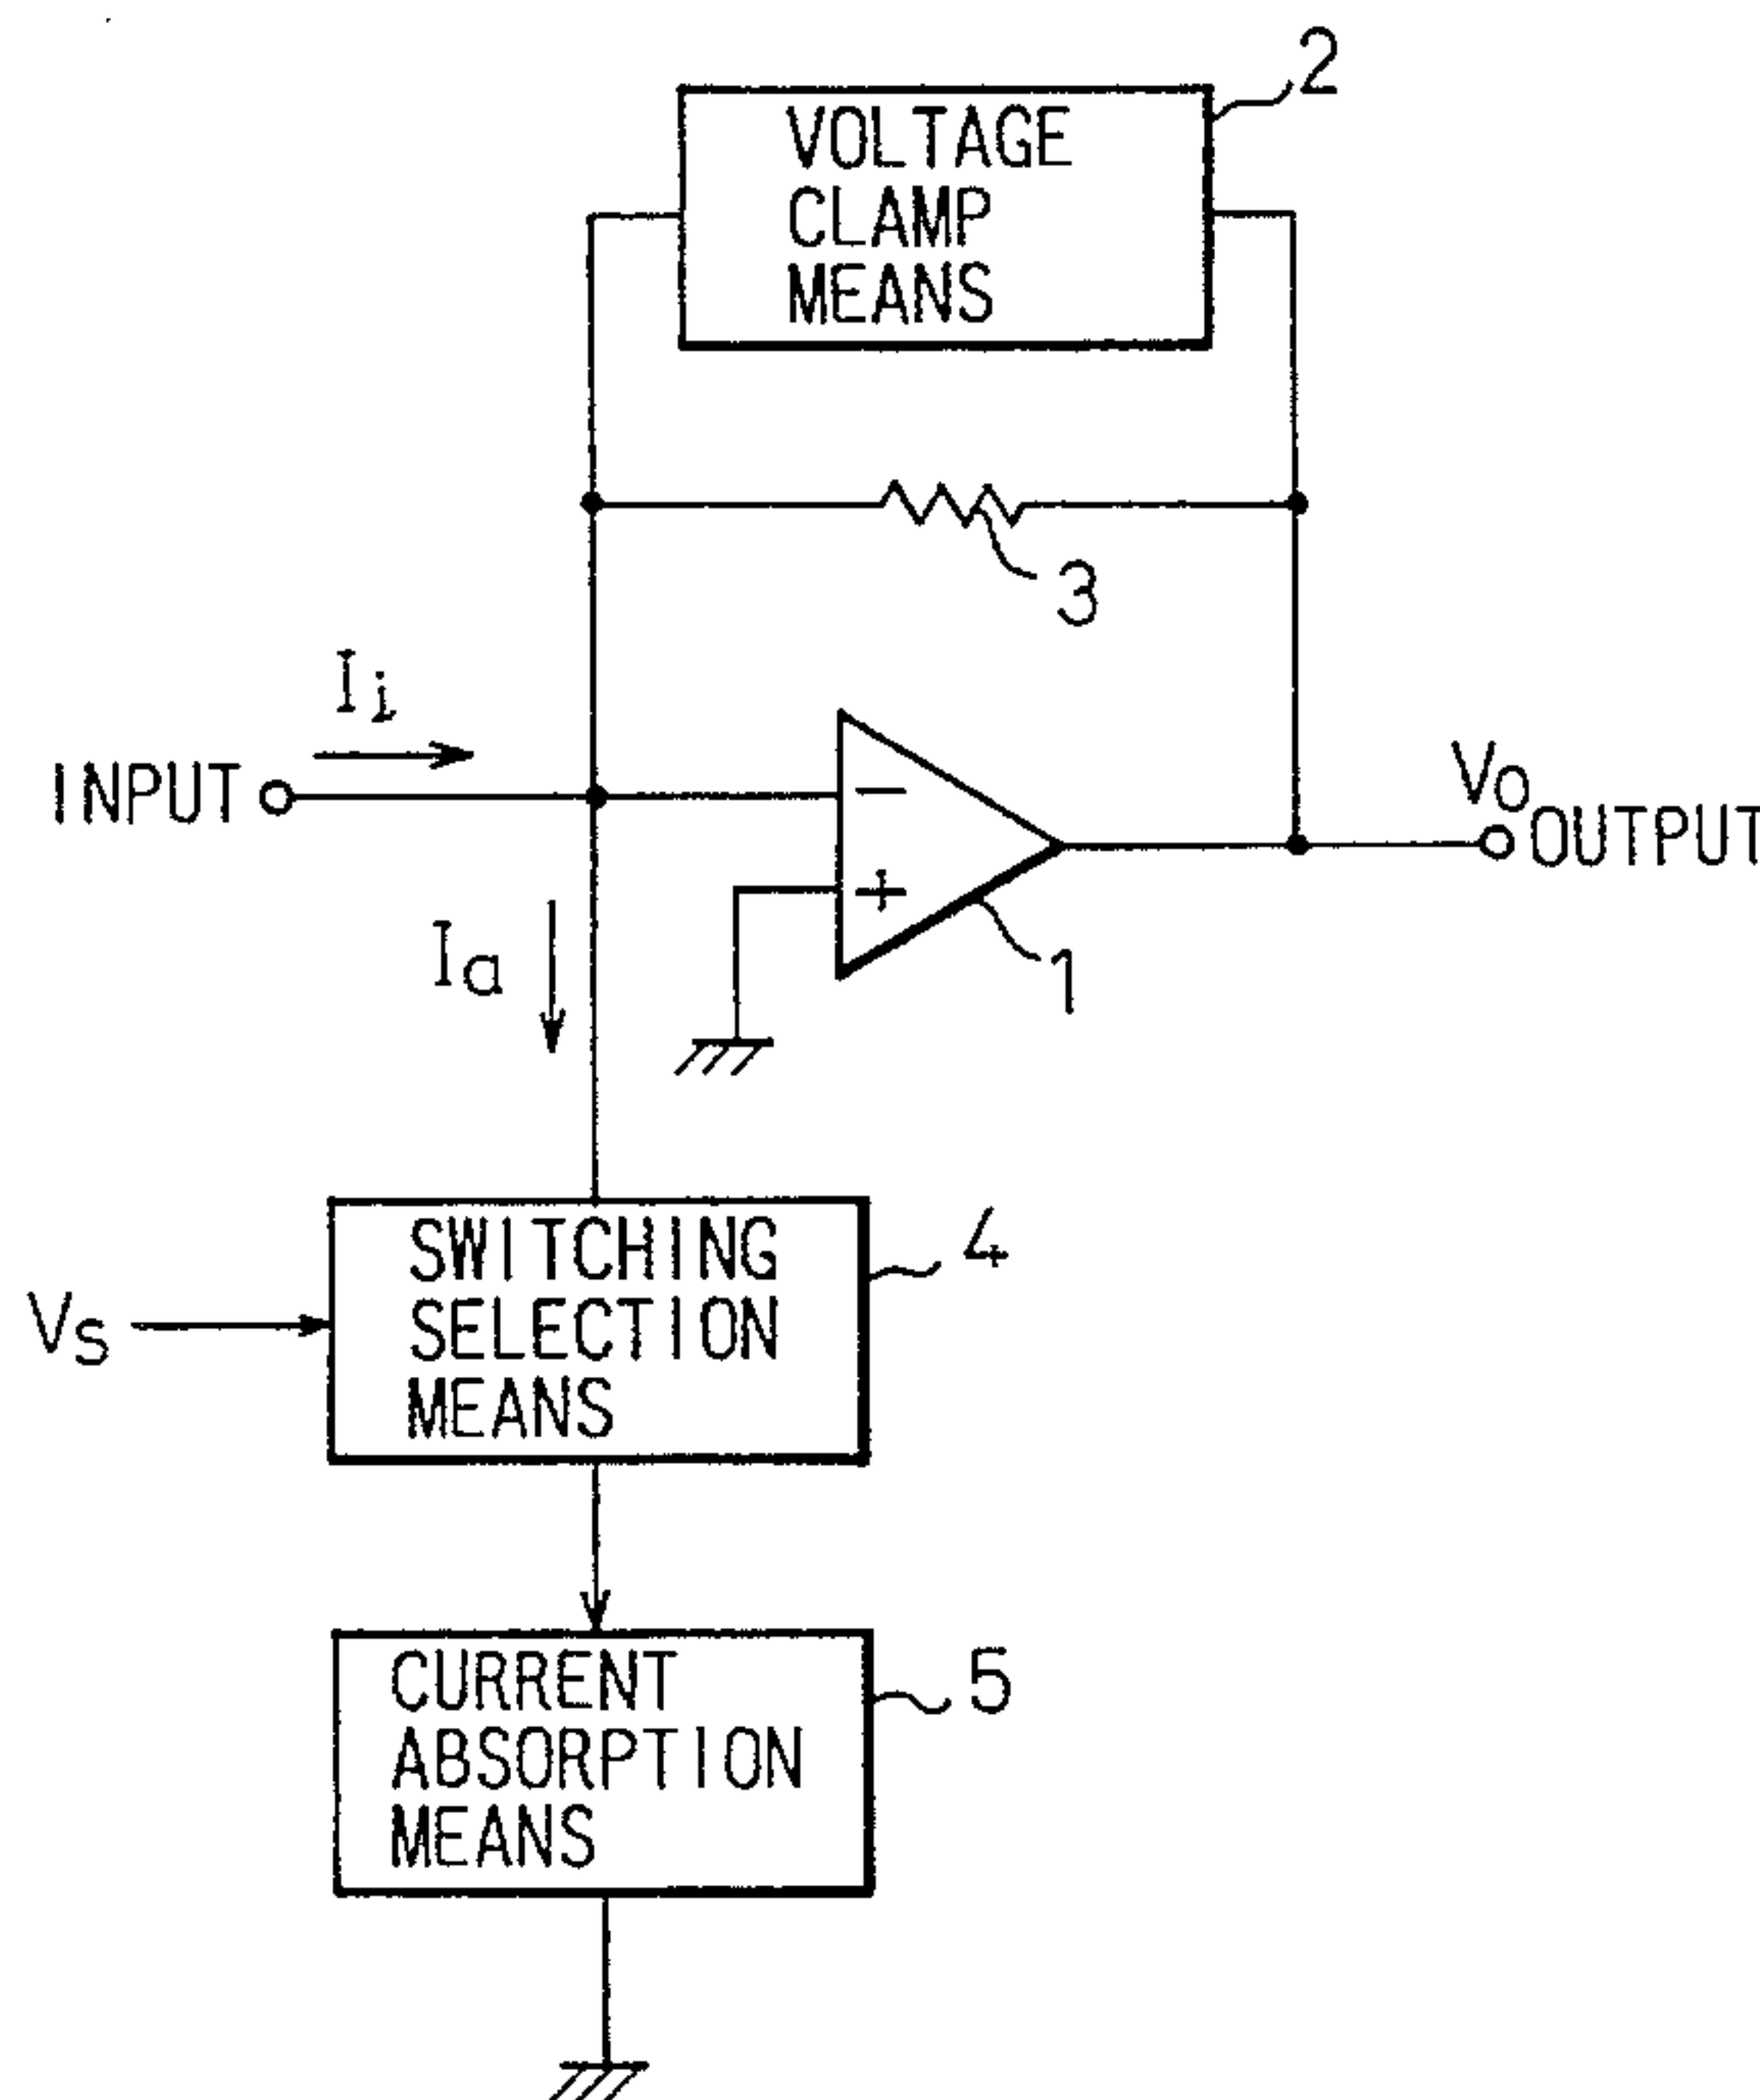 2
VOLTAGE
CLAMP
MEANS
3
Ii
INPUT
VO
OUTPUT
−
+
Ia
1
SWITCHING
SELECTION
MEANS
4
VS
CURRENT
ABSORPTION
MEANS
5